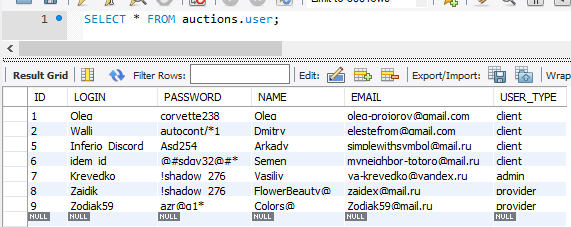 1 SELECT * FROM auctions.user;
Result Grid Filter Rows: Edit: Export/Import: Wrap
ID LOGIN PASSWORD NAME EMAIL USER_TYPE
1 Oleg corvette238 Oleg oleg-projorov@gmail.com client
2 Walli autocont/*1 Dmitry elestefrom@gmail.com client
5 Inferio_Discord Asd254 Arkady simplewithsymbol@mail.ru client
6 idem_id @#sdgv32@#* Semen myneighbor-totoro@mail.ru client
7 Krevedko !shadow_276 Vasiliy va-krevedko@yandex.ru admin
8 Zaidik !shadow_276 FlowerBeauty@ zaidex@mail.ru provider
9 Zodiak59 azr@q1* Colors@ Zodiak59@mail.ru provider
NULL NULL NULL NULL NULL NULL